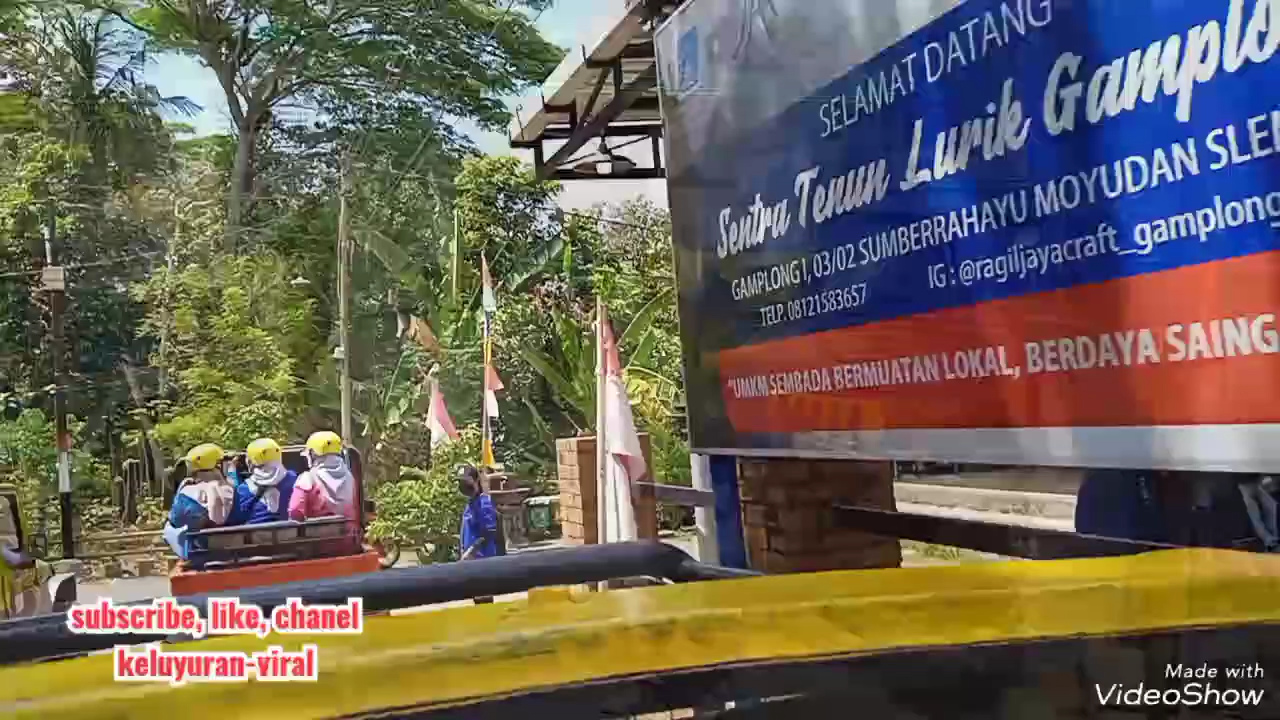 SELAMAT DATANG
Sentra Tenun Lurik Gamplo
GAMPLONG I, 03/02 SUMBERRAHAYU MOYUDAN SLE
TELP. 08121583657
IG : @ragiljayacraft_gamplong
"UMKM SEMBADA BERMUATAN LOKAL, BERDAYA SAING
subscribe, like, chanel
keluyuran-viral
Made with
VideoShow